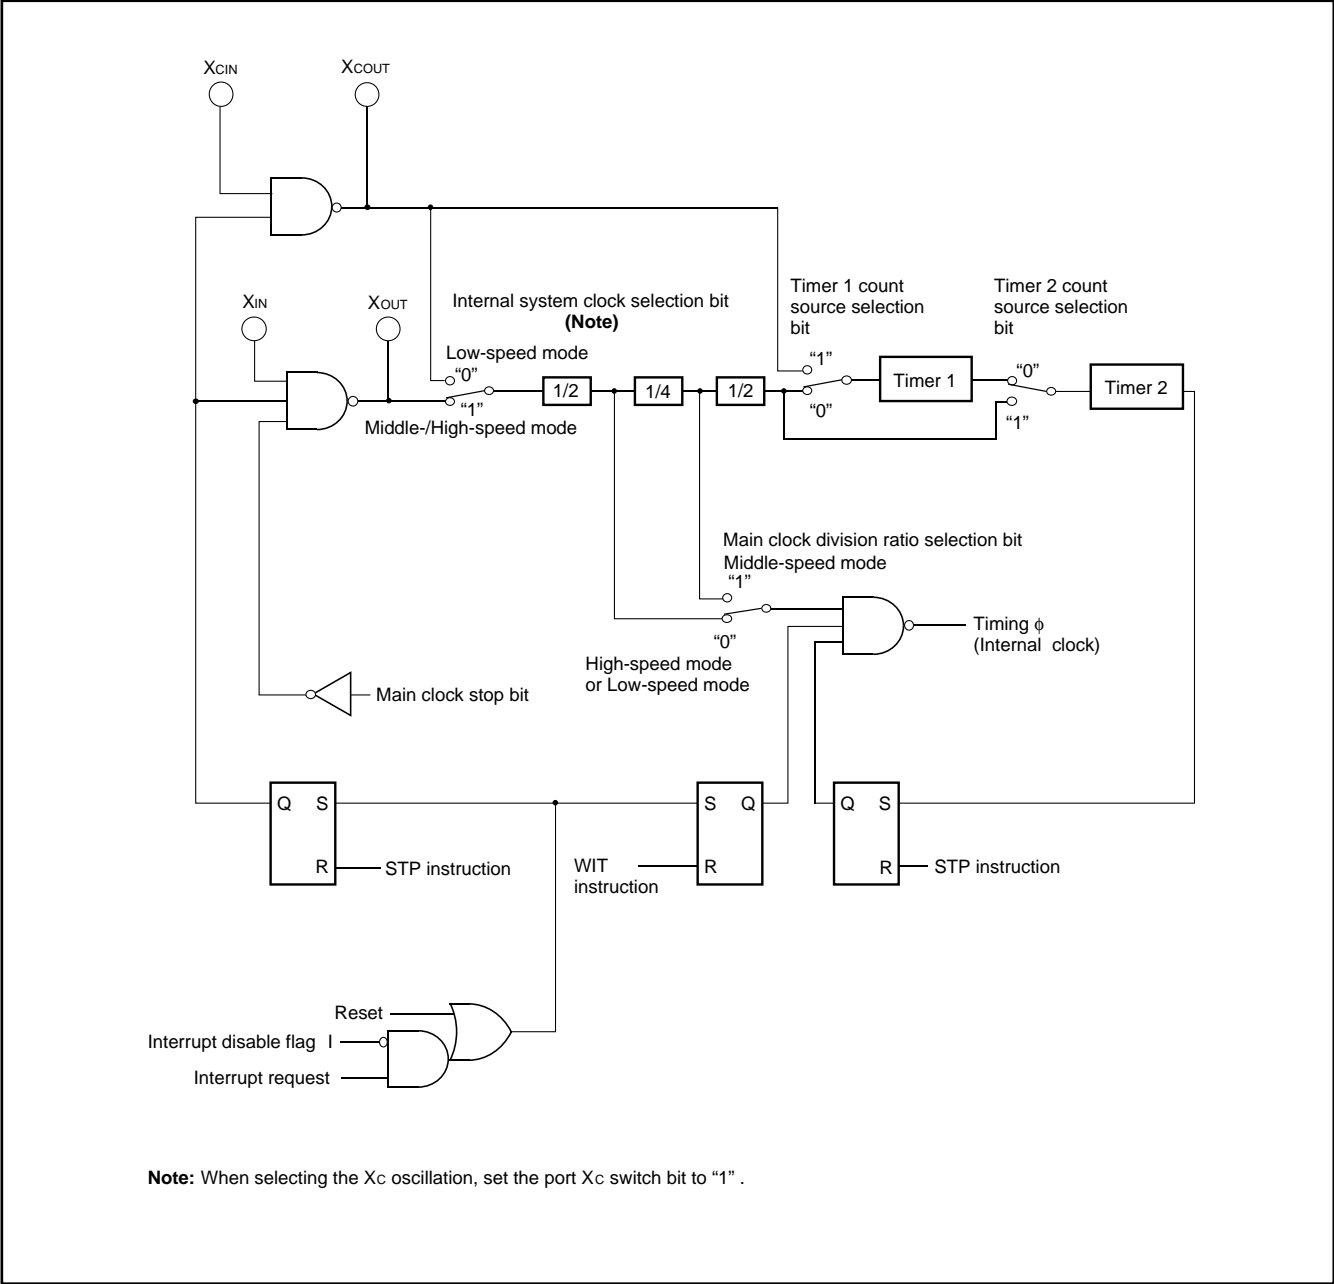 XCIN
XCOUT
XIN
XOUT
Internal system clock selection bit
(Note)
Low-speed mode
“0”
“1”
Middle-/High-speed mode
1/2
1/4
1/2
Timer 1 count
source selection
bit
“1”
“0”
Timer 1
Timer 2 count
source selection
bit
“0”
“1”
Timer 2
Main clock division ratio selection bit
Middle-speed mode
“1”
“0”
High-speed mode
or Low-speed mode
Timing ϕ
(Internal clock)
Main clock stop bit
Q S
R
STP instruction
S Q
R
WIT
instruction
Q S
R
STP instruction
Reset
Interrupt disable flag I
Interrupt request
Note: When selecting the XC oscillation, set the port XC switch bit to “1” .